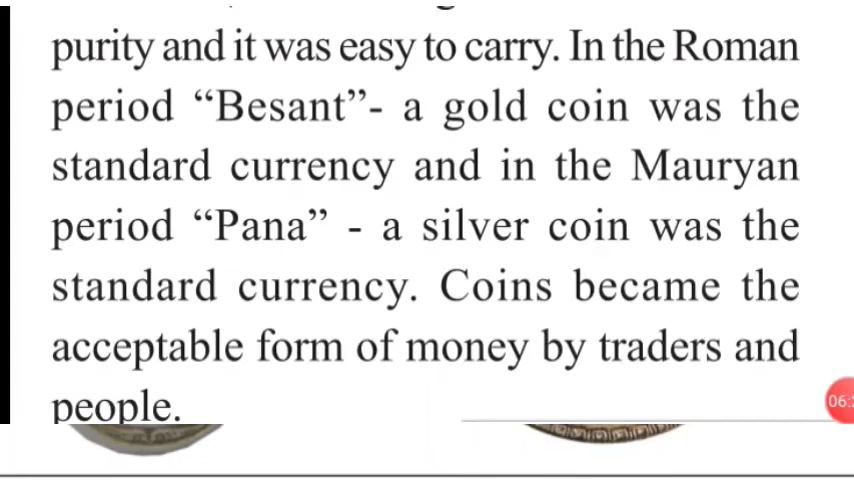 purity and it was easy to carry. In the Roman
period “Besant”- a gold coin was the
standard currency and in the Mauryan
period “Pana” - a silver coin was the
standard currency. Coins became the
acceptable form of money by traders and
people.